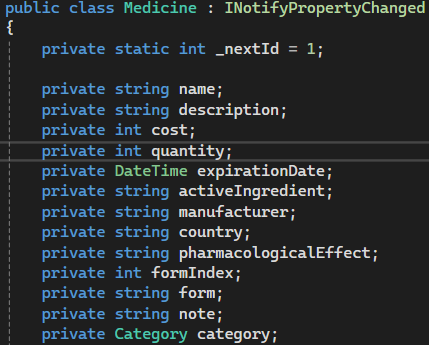 public class Medicine : INotifyPropertyChanged
{
private static int _nextId = 1;
private string name;
private string description;
private int cost;
private int quantity;
private DateTime expirationDate;
private string activeIngredient;
private string manufacturer;
private string country;
private string pharmacologicalEffect;
private int formIndex;
private string form;
private string note;
private Category category;